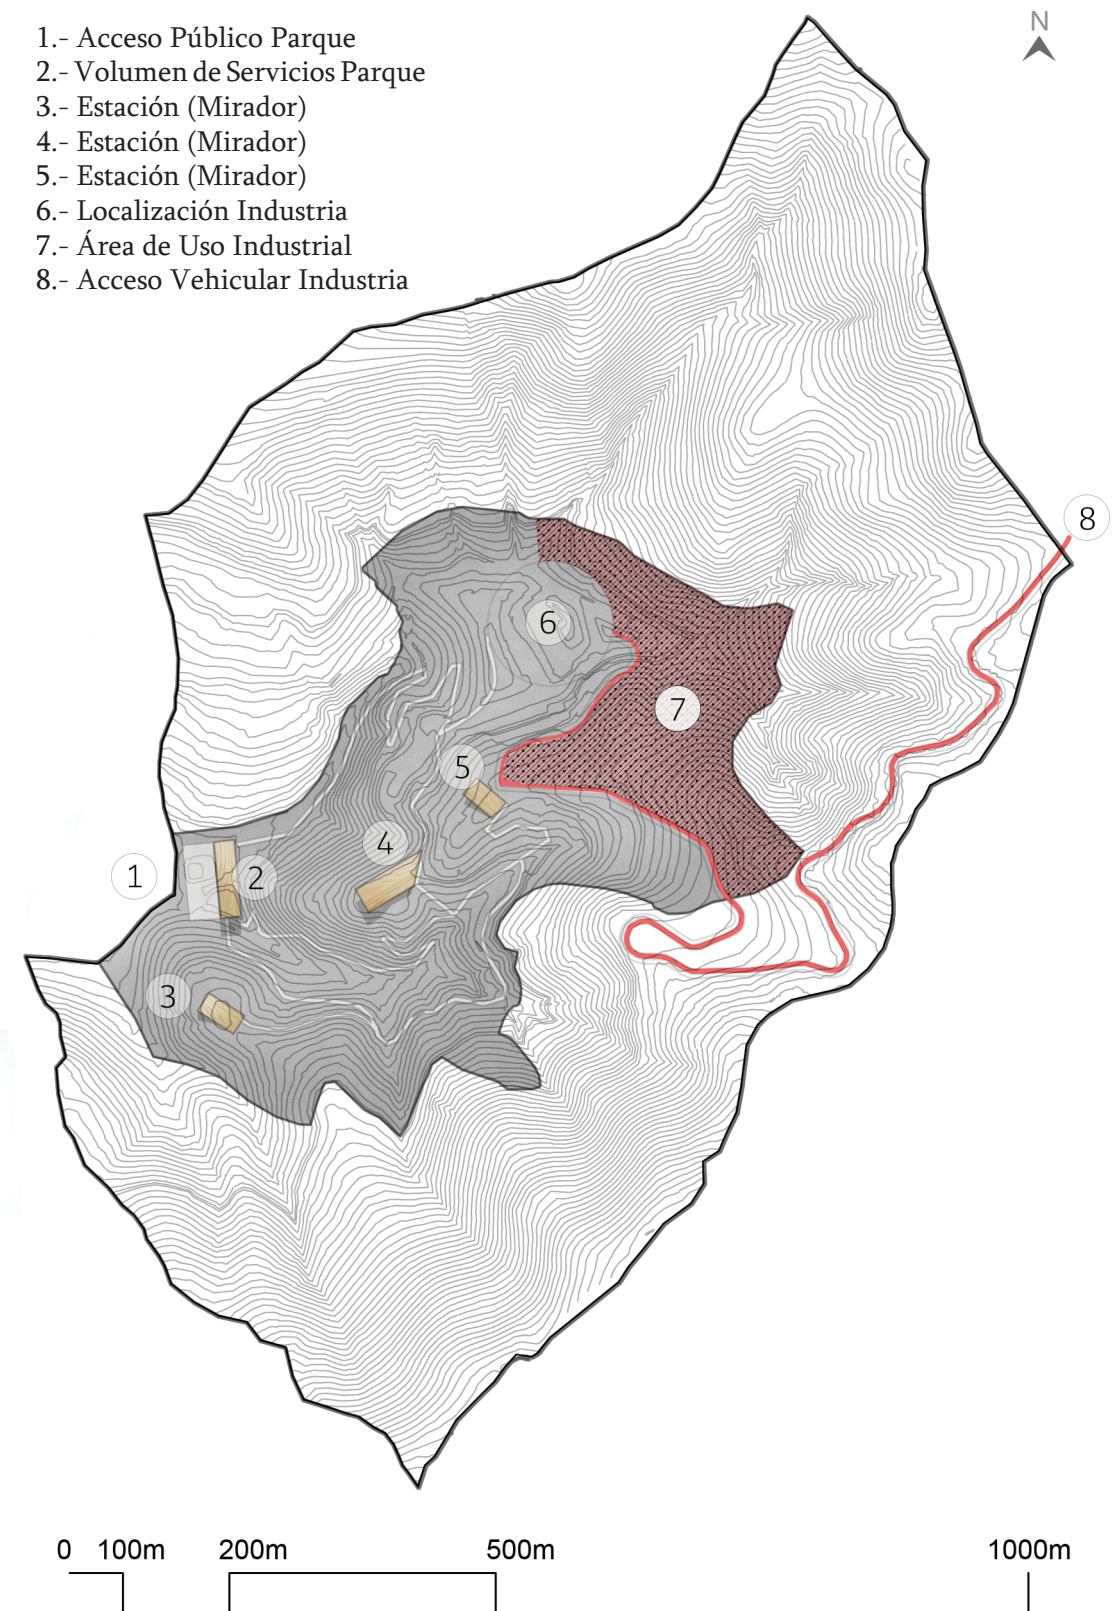 1.- Acceso Público Parque
2.- Volumen de Servicios Parque
3.- Estación (Mirador)
4.- Estación (Mirador)
5.- Estación (Mirador)
6.- Localización Industria
7.- Área de Uso Industrial
8.- Acceso Vehicular Industria
N
8
6
7
5
4
1
2
3
0 100m 200m 500m 1000m